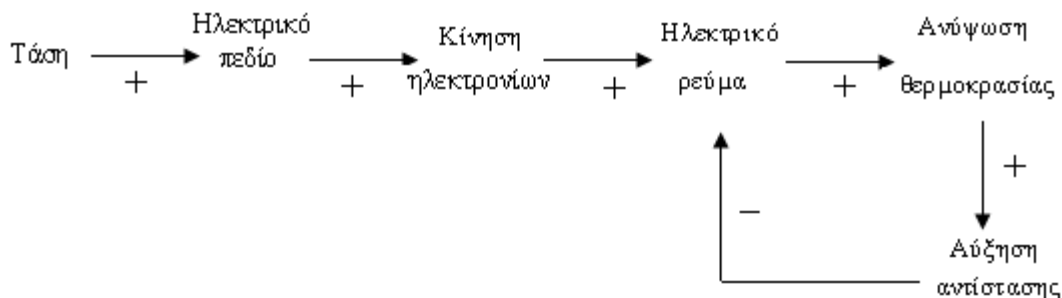 Τάση
+
Ηλεκτρικό
πεδίο
+
Κίνηση
ηλεκτρονίων
+
Ηλεκτρικό
ρεύμα
+
Ανύψωση
θερμοκρασίας
+
Αύξηση
αντίστασης
–